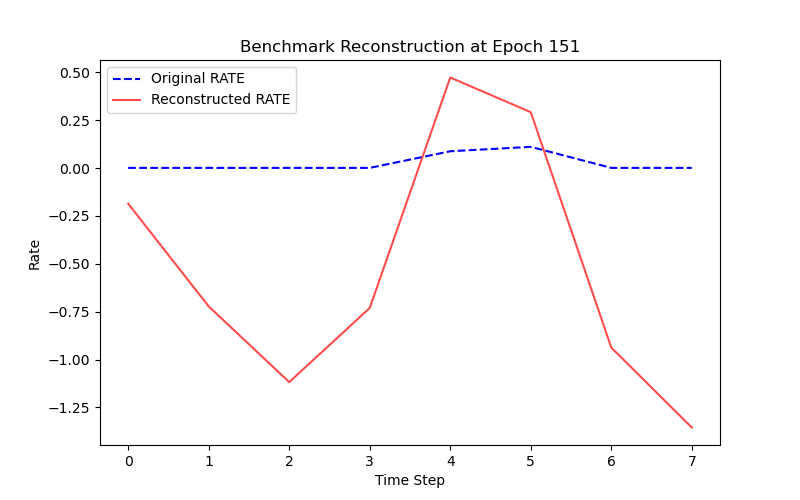 Benchmark Reconstruction at Epoch 151
Original RATE
Reconstructed RATE
0.50
0.25
0.00
−0.25
−0.50
−0.75
−1.00
−1.25
Rate
0 1 2 3 4 5 6 7
Time Step